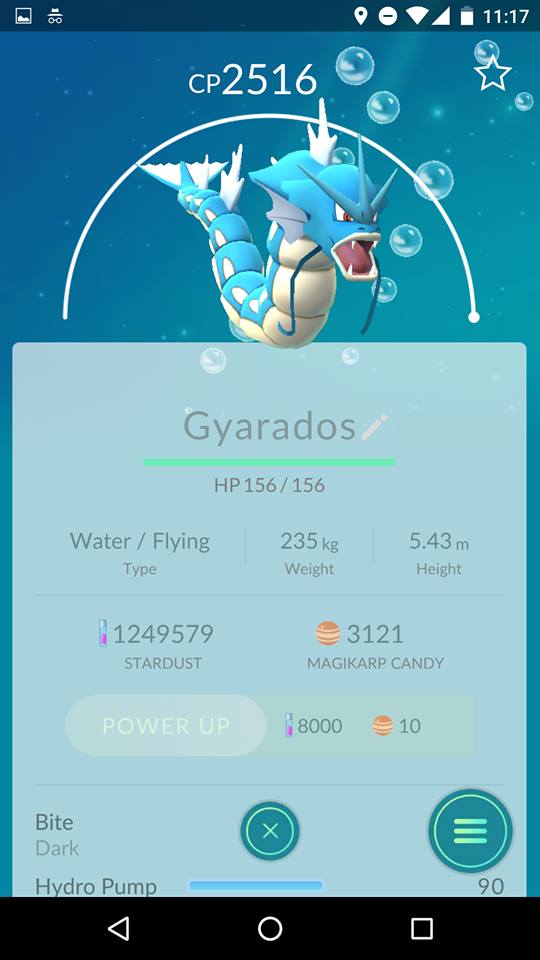 11:17
CP2516
Gyarados
HP 156 / 156
Water / Flying 235 kg 5.43 m
Type Weight Height
1249579 3121
STARDUST MAGIKARP CANDY
POWER UP 8000 10
Bite
Dark
Hydro Pump 90